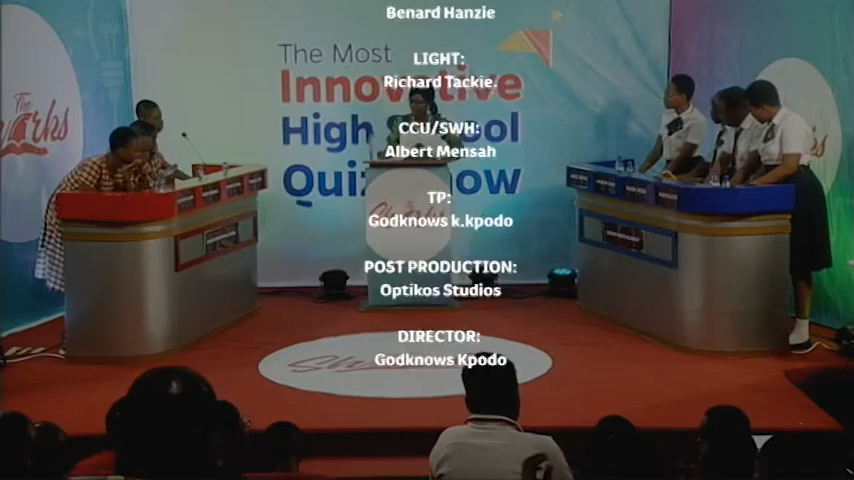 Benard Hanzie
LIGHT:
Richard Tackie.
CCU/SWH:
Albert Mensah
TP:
Godknows k.kpodo
POST PRODUCTION:
Optikos Studios
DIRECTOR:
Godknows Kpodo
The Most
Innovative
High School
Quiz Show
The